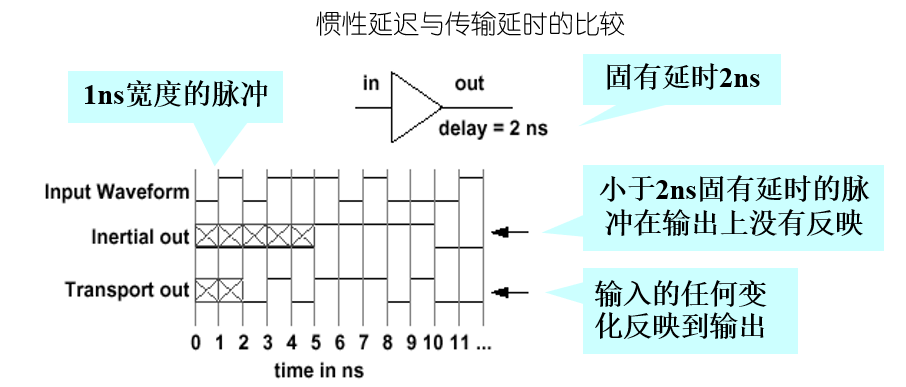 惯性延迟与传输延时的比较
1ns宽度的脉冲
in
out
delay = 2 ns
固有延时2ns
Input Waveform
Inertial out
Transport out
小于2ns固有延时的脉
冲在输出上没有反映
输入的任何变
化反映到输出
0 1 2 3 4 5 6 7 8 9 10 11 ...
time in ns